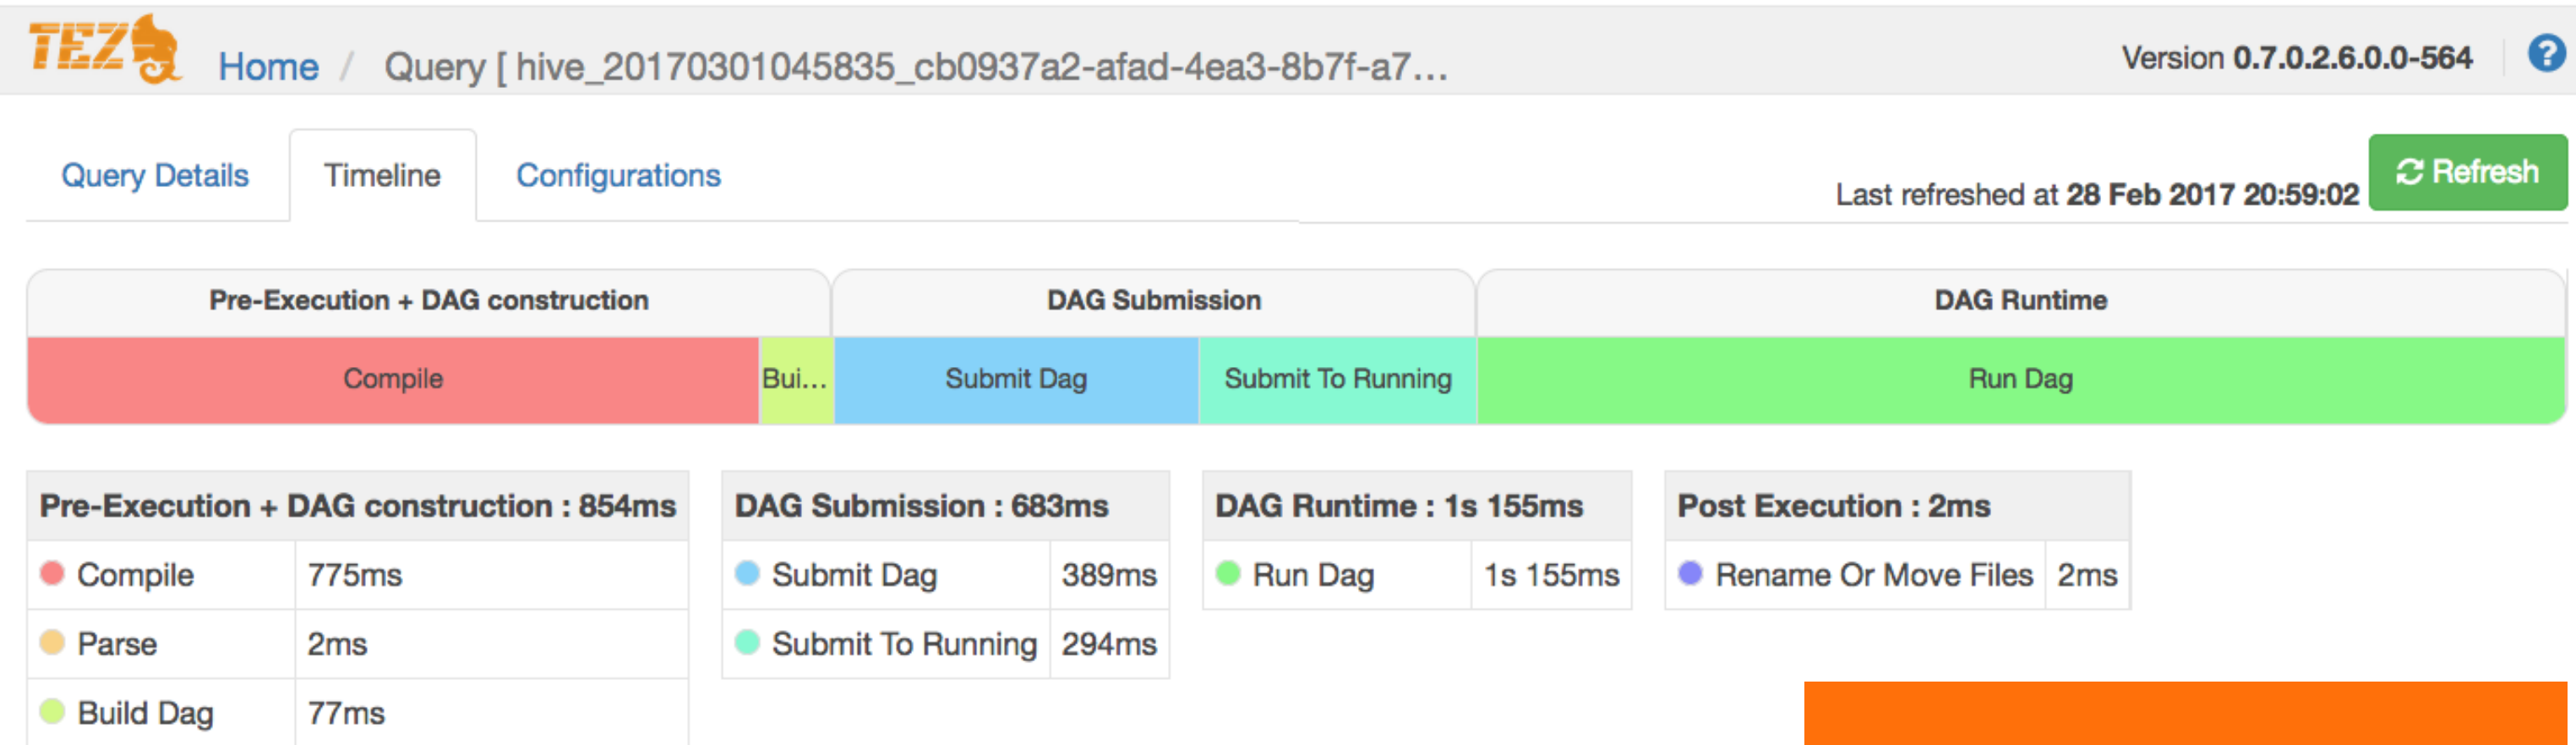 TEZ Home / Query [ hive_20170301045835_cb0937a2-afad-4ea3-8b7f-a7... Version 0.7.0.2.6.0.0-564 ?
Query Details Timeline Configurations Last refreshed at 28 Feb 2017 20:59:02 Refresh
Pre-Execution + DAG construction DAG Submission DAG Runtime
Compile Bui... Submit Dag Submit To Running Run Dag
Pre-Execution + DAG construction : 854ms
Compile 775ms
Parse 2ms
Build Dag 77ms
DAG Submission : 683ms
Submit Dag 389ms
Submit To Running 294ms
DAG Runtime : 1s 155ms
Run Dag 1s 155ms
Post Execution : 2ms
Rename Or Move Files 2ms